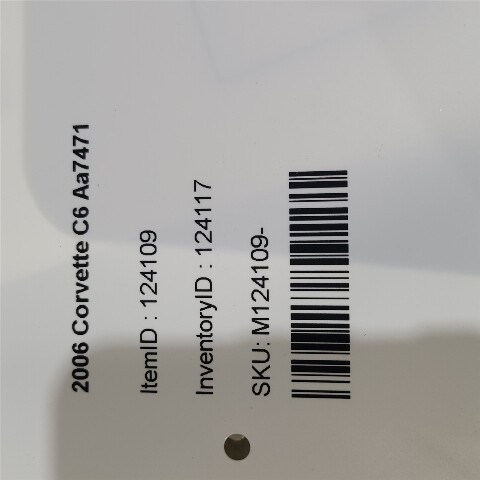 2006 Corvette C6 Aa7471
ItemID : 124109
InventoryID : 124117
SKU: M124109-